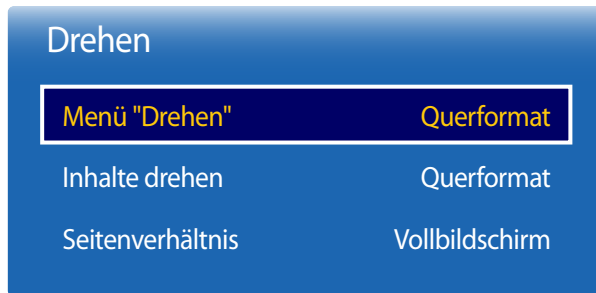 Drehen
Menü "Drehen" Querformat
Inhalte drehen Querformat
Seitenverhältnis Vollbildschirm